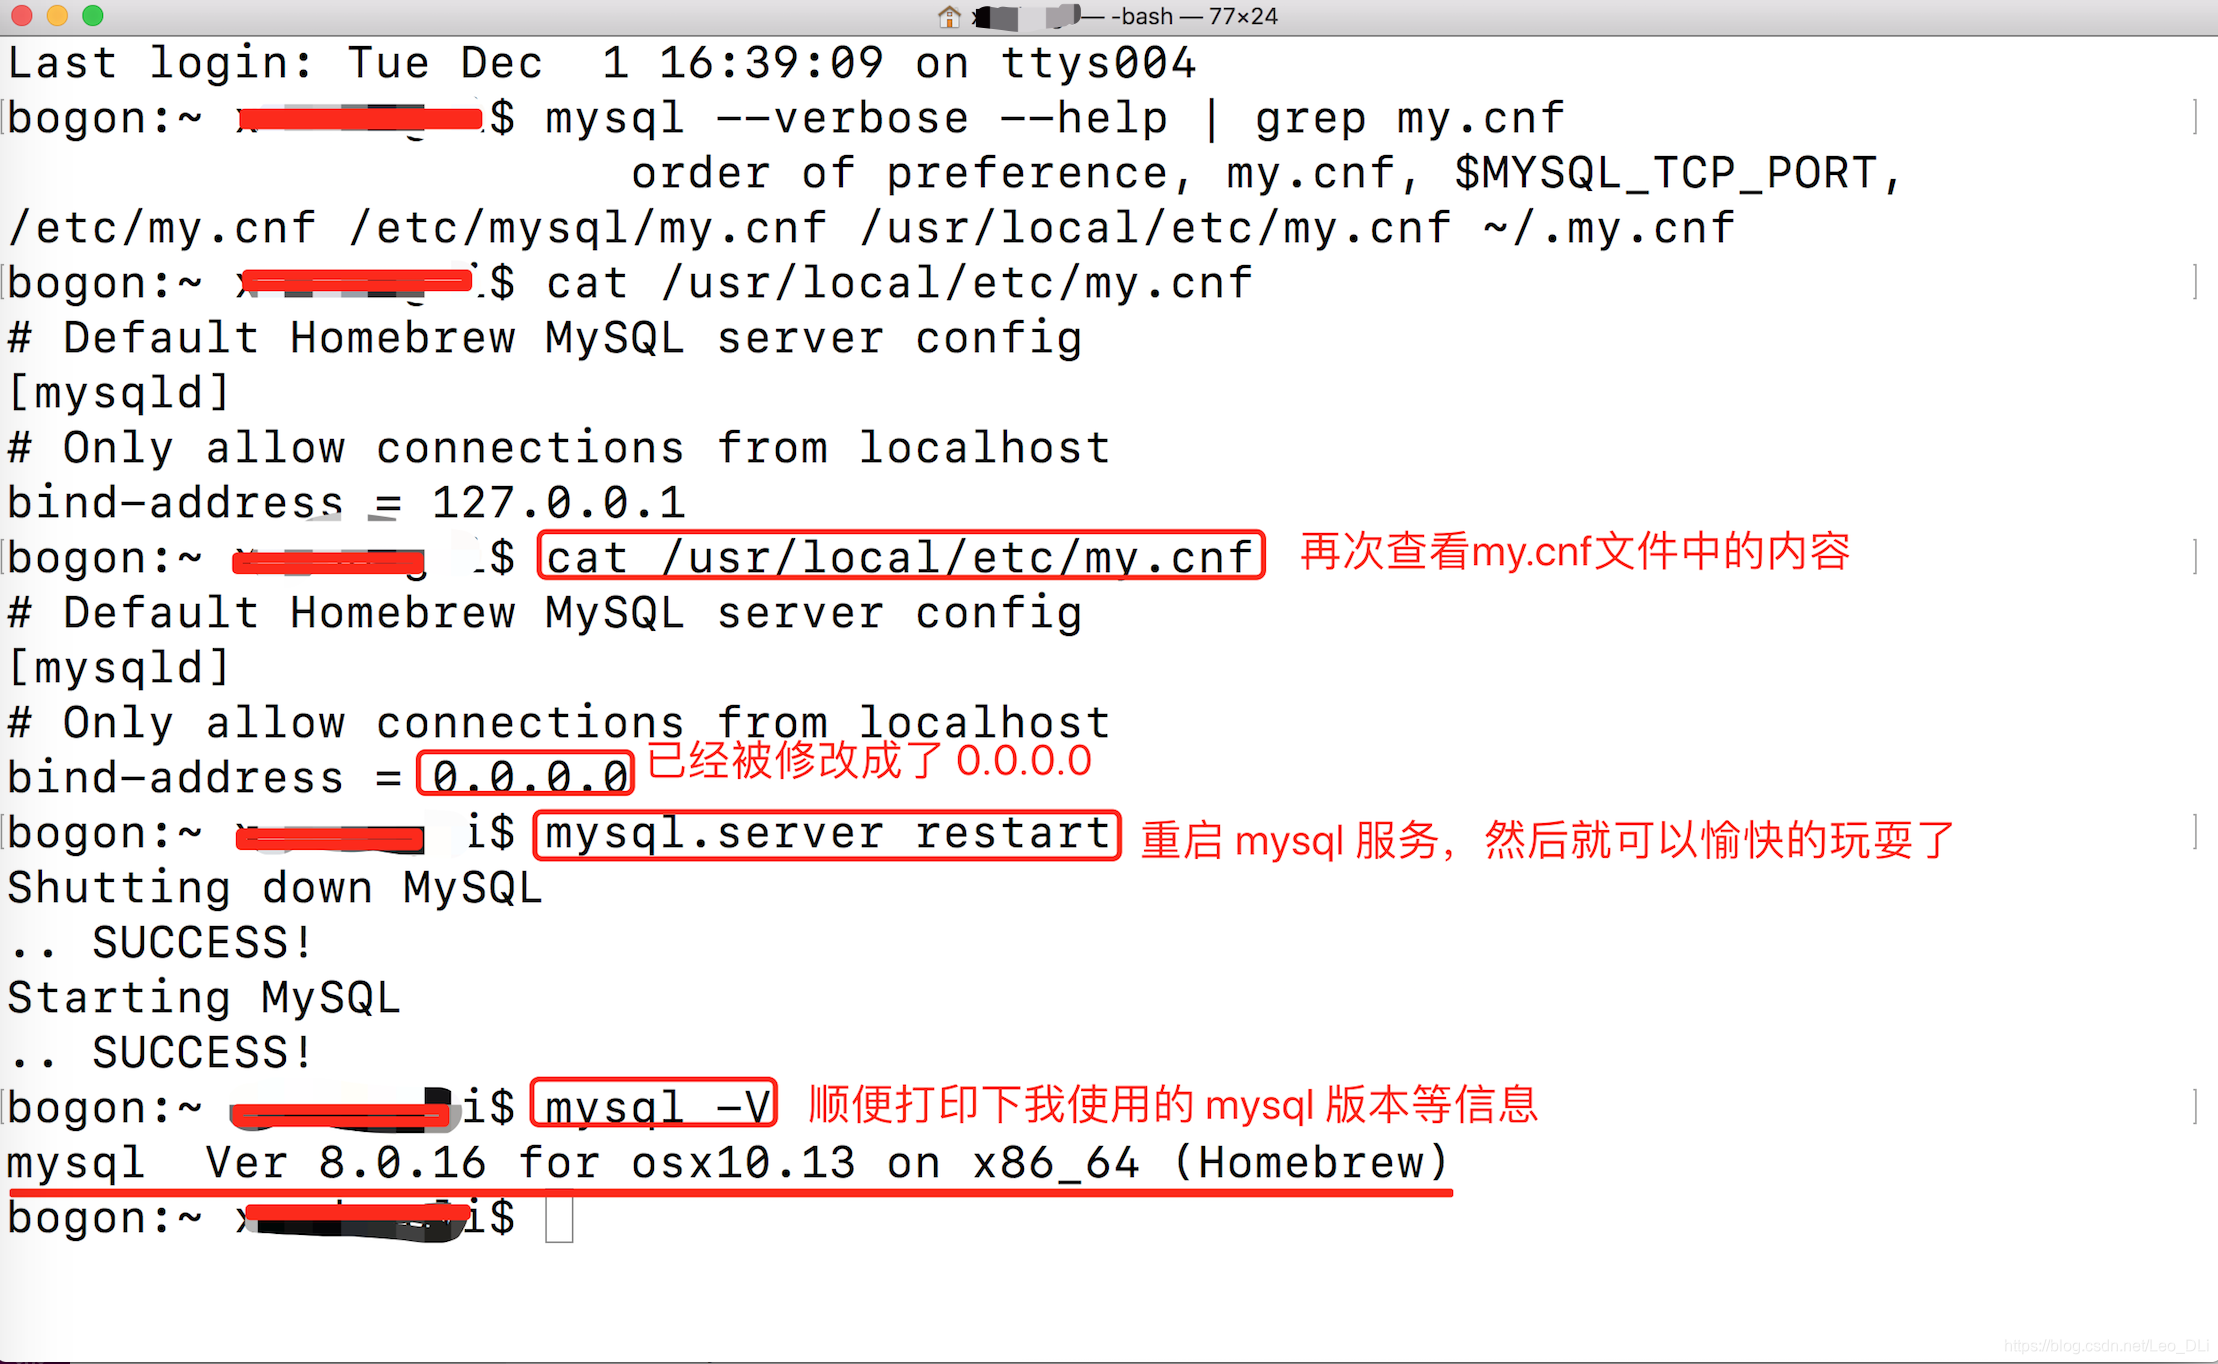 — -bash — 77×24
Last login: Tue Dec  1 16:39:09 on ttys004
bogon:~ $ mysql --verbose --help | grep my.cnf
order of preference, my.cnf, $MYSQL_TCP_PORT,
/etc/my.cnf /etc/mysql/my.cnf /usr/local/etc/my.cnf ~/.my.cnf
bogon:~ $ cat /usr/local/etc/my.cnf
# Default Homebrew MySQL server config
[mysqld]
# Only allow connections from localhost
bind-address = 127.0.0.1
bogon:~ $ cat /usr/local/etc/my.cnf 再次查看my.cnf文件中的内容
# Default Homebrew MySQL server config
[mysqld]
# Only allow connections from localhost
bind-address = 0.0.0.0 已经被修改成了 0.0.0.0
bogon:~ i$ mysql.server restart 重启 mysql 服务，然后就可以愉快的玩耍了
Shutting down MySQL
.. SUCCESS!
Starting MySQL
.. SUCCESS!
bogon:~ i$ mysql -V 顺便打印下我使用的 mysql 版本等信息
mysql  Ver 8.0.16 for osx10.13 on x86_64 (Homebrew)
bogon:~ x i$
https://blog.csdn.net/Leo_DLi